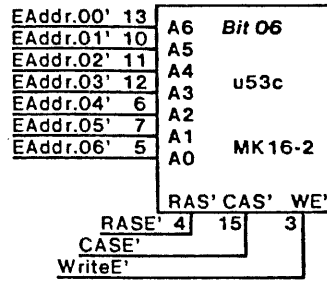 EAddr.00' 13 A6 Bit 06
EAddr.01' 10 A5
EAddr.02' 11 A4 u53c
EAddr.03' 12 A3
EAddr.04' 6 A2
EAddr.05' 7 A1 MK16-2
EAddr.06' 5 A0
RAS' CAS' WE'
RASE' 4 15 3
CASE'
WriteE'